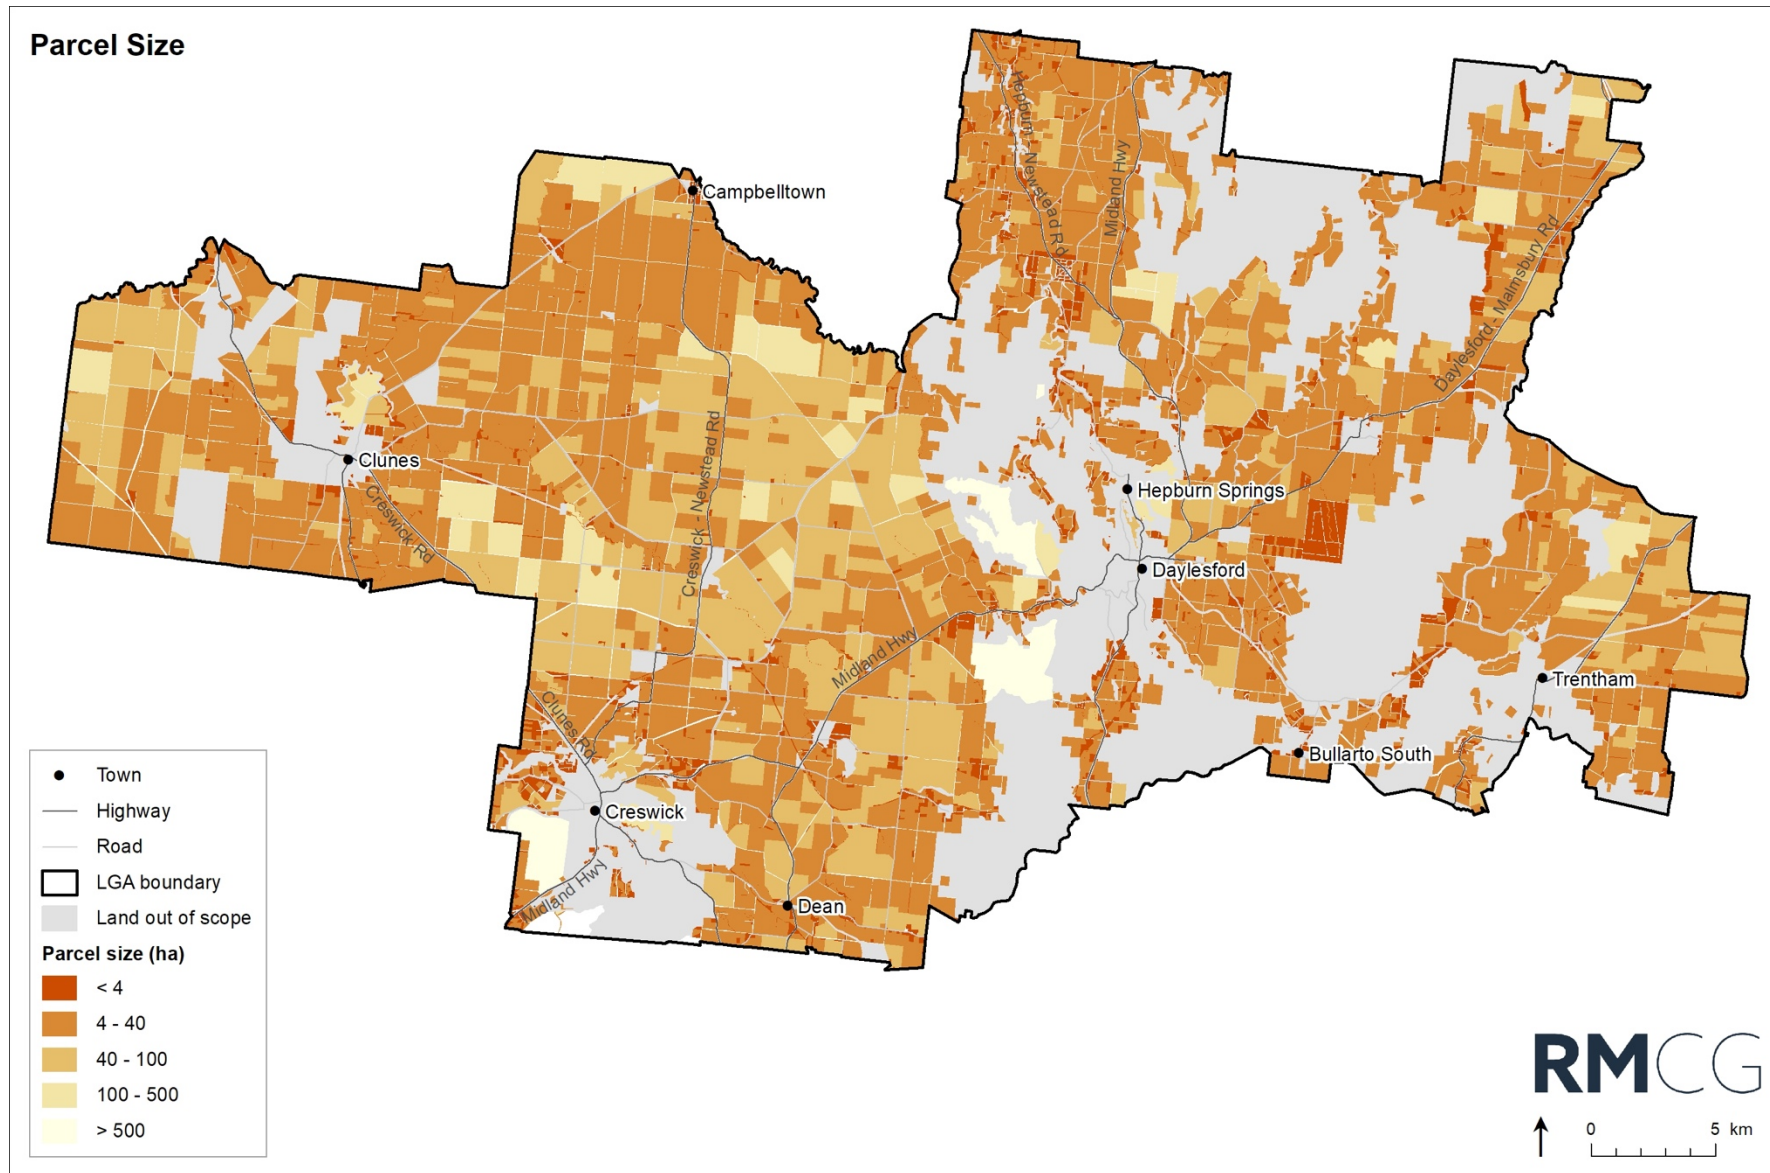 Parcel Size
Hepburn - Newstead Rd
Midland Hwy
Campbelltown
Daylesford - Malmsbury Rd
Clunes
Creswick Rd
Creswick - Newstead Rd
Hepburn Springs
Daylesford
Midland Hwy
Trentham
Clunes Rd
Bullarto South
Creswick
Midland Hwy
Dean
Town
Highway
Road
LGA boundary
Land out of scope
Parcel size (ha)
< 4
4 - 40
40 - 100
100 - 500
> 500
RMCG
0 5 km